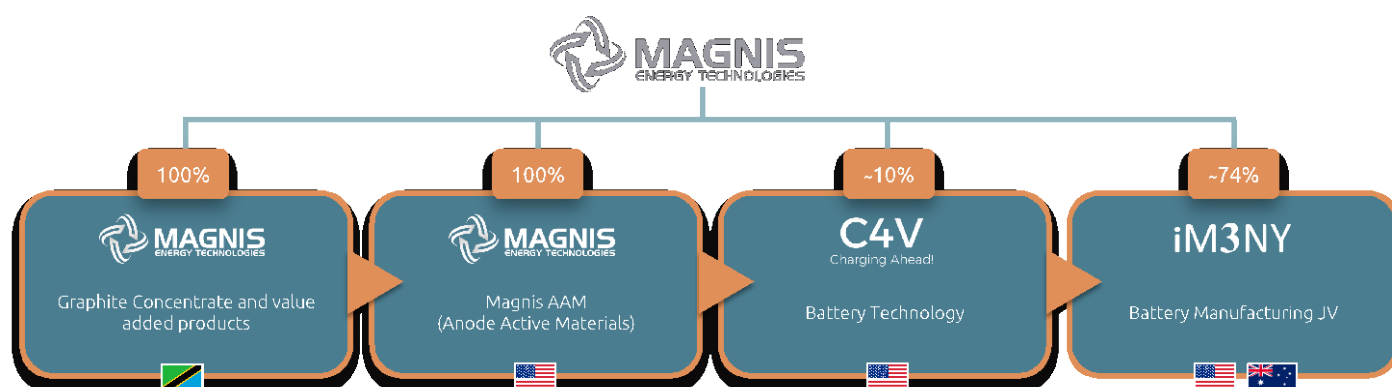 MAGNIS
ENERGY TECHNOLOGIES
100%
100%
~10%
~74%
MAGNIS
ENERGY TECHNOLOGIES
Graphite Concentrate and value
added products
MAGNIS
ENERGY TECHNOLOGIES
Magnis AAM
(Anode Active Materials)
C4V
Charging Ahead!
Battery Technology
iM3NY
Battery Manufacturing JV